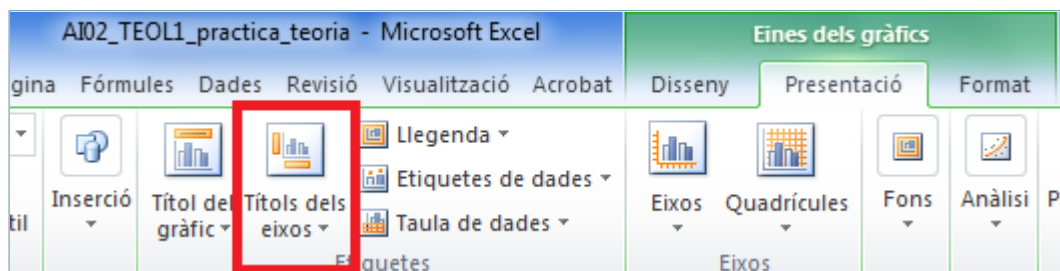 AI02_TEOL1_practica_teoria - Microsoft Excel
Eines dels gràfics
gina Fórmules Dades Revisió Visualització Acrobat Disseny Presentació Format
Inserció
Títol del
gràfic
Títols dels
eixos
Llegenda
Etiquetes de dades
Taula de dades
Eixos
Quadrícules
Fons
Anàlisi
P
til
Etiquetes
Eixos